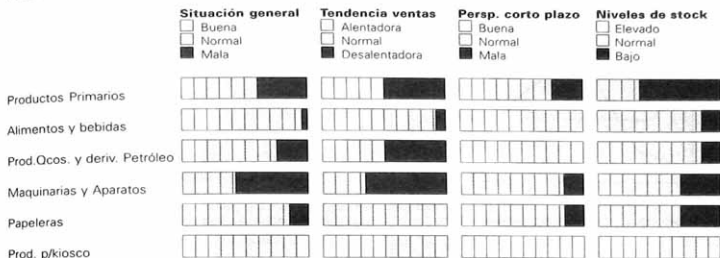 Situación general Tendencia ventas Persp. corto plazo Niveles de stock
Buena Alentadora Buena Elevado
Normal Normal Normal Normal
Mala Desalentadora Mala Bajo
Productos Primarios
Alimentos y bebidas
Prod.Qcos. y deriv. Petróleo
Maquinarias y Aparatos
Papeleras
Prod. p/kiosco